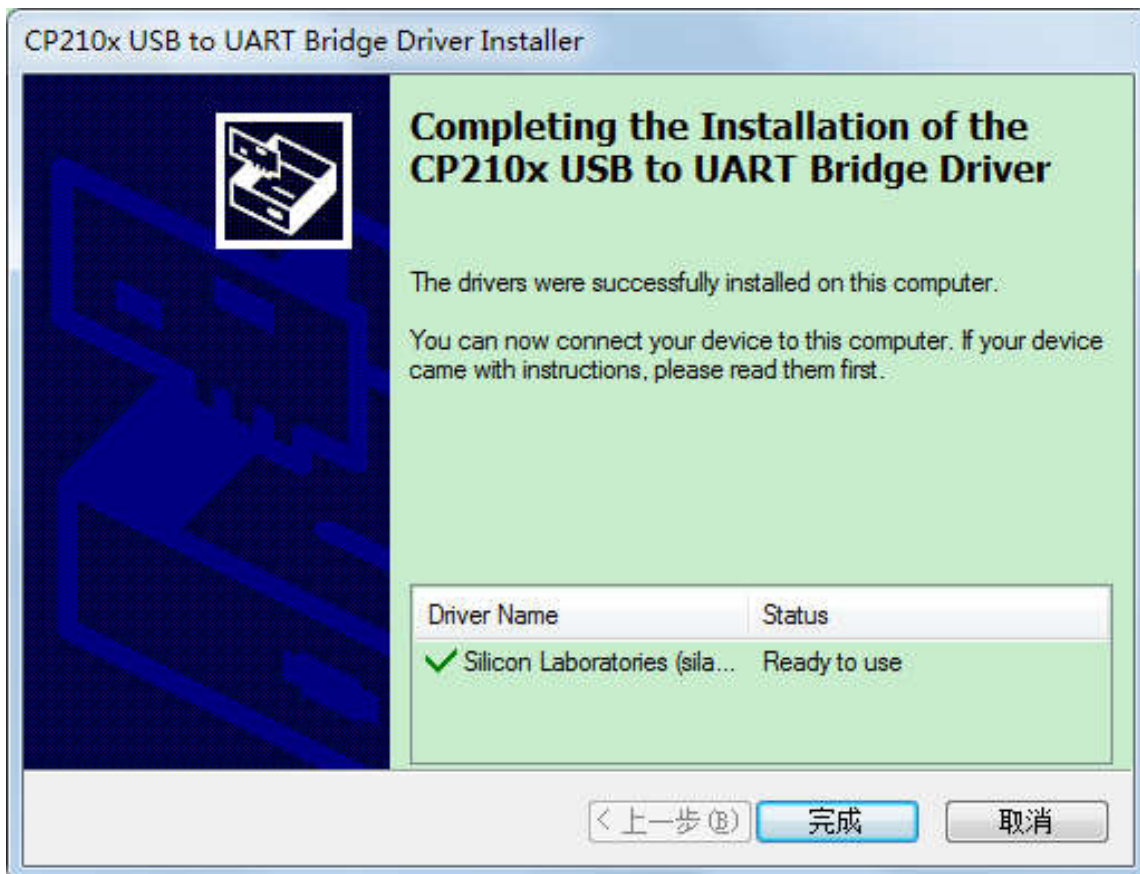 CP210x USB to UART Bridge Driver Installer
Completing the Installation of the
CP210x USB to UART Bridge Driver
The drivers were successfully installed on this computer.
You can now connect your device to this computer. If your device
came with instructions, please read them first.
Driver Name Status
Silicon Laboratories (sila... Ready to use
< 上一步(B) 完成 取消